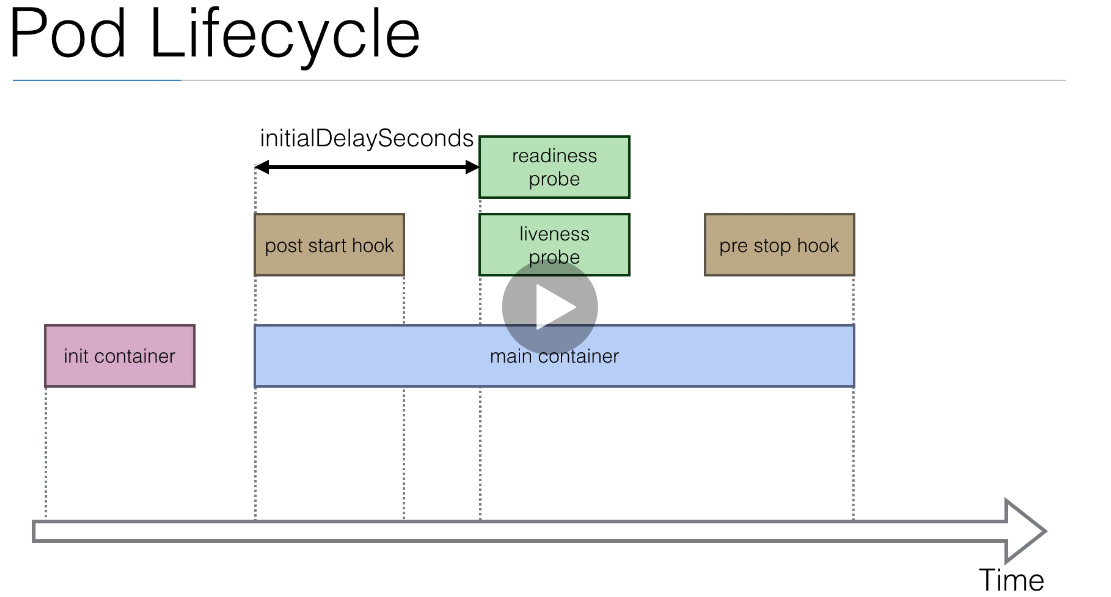 Pod Lifecycle
initialDelaySeconds
readiness
probe
post start hook
liveness
probe
pre stop hook
init container
main container
Time